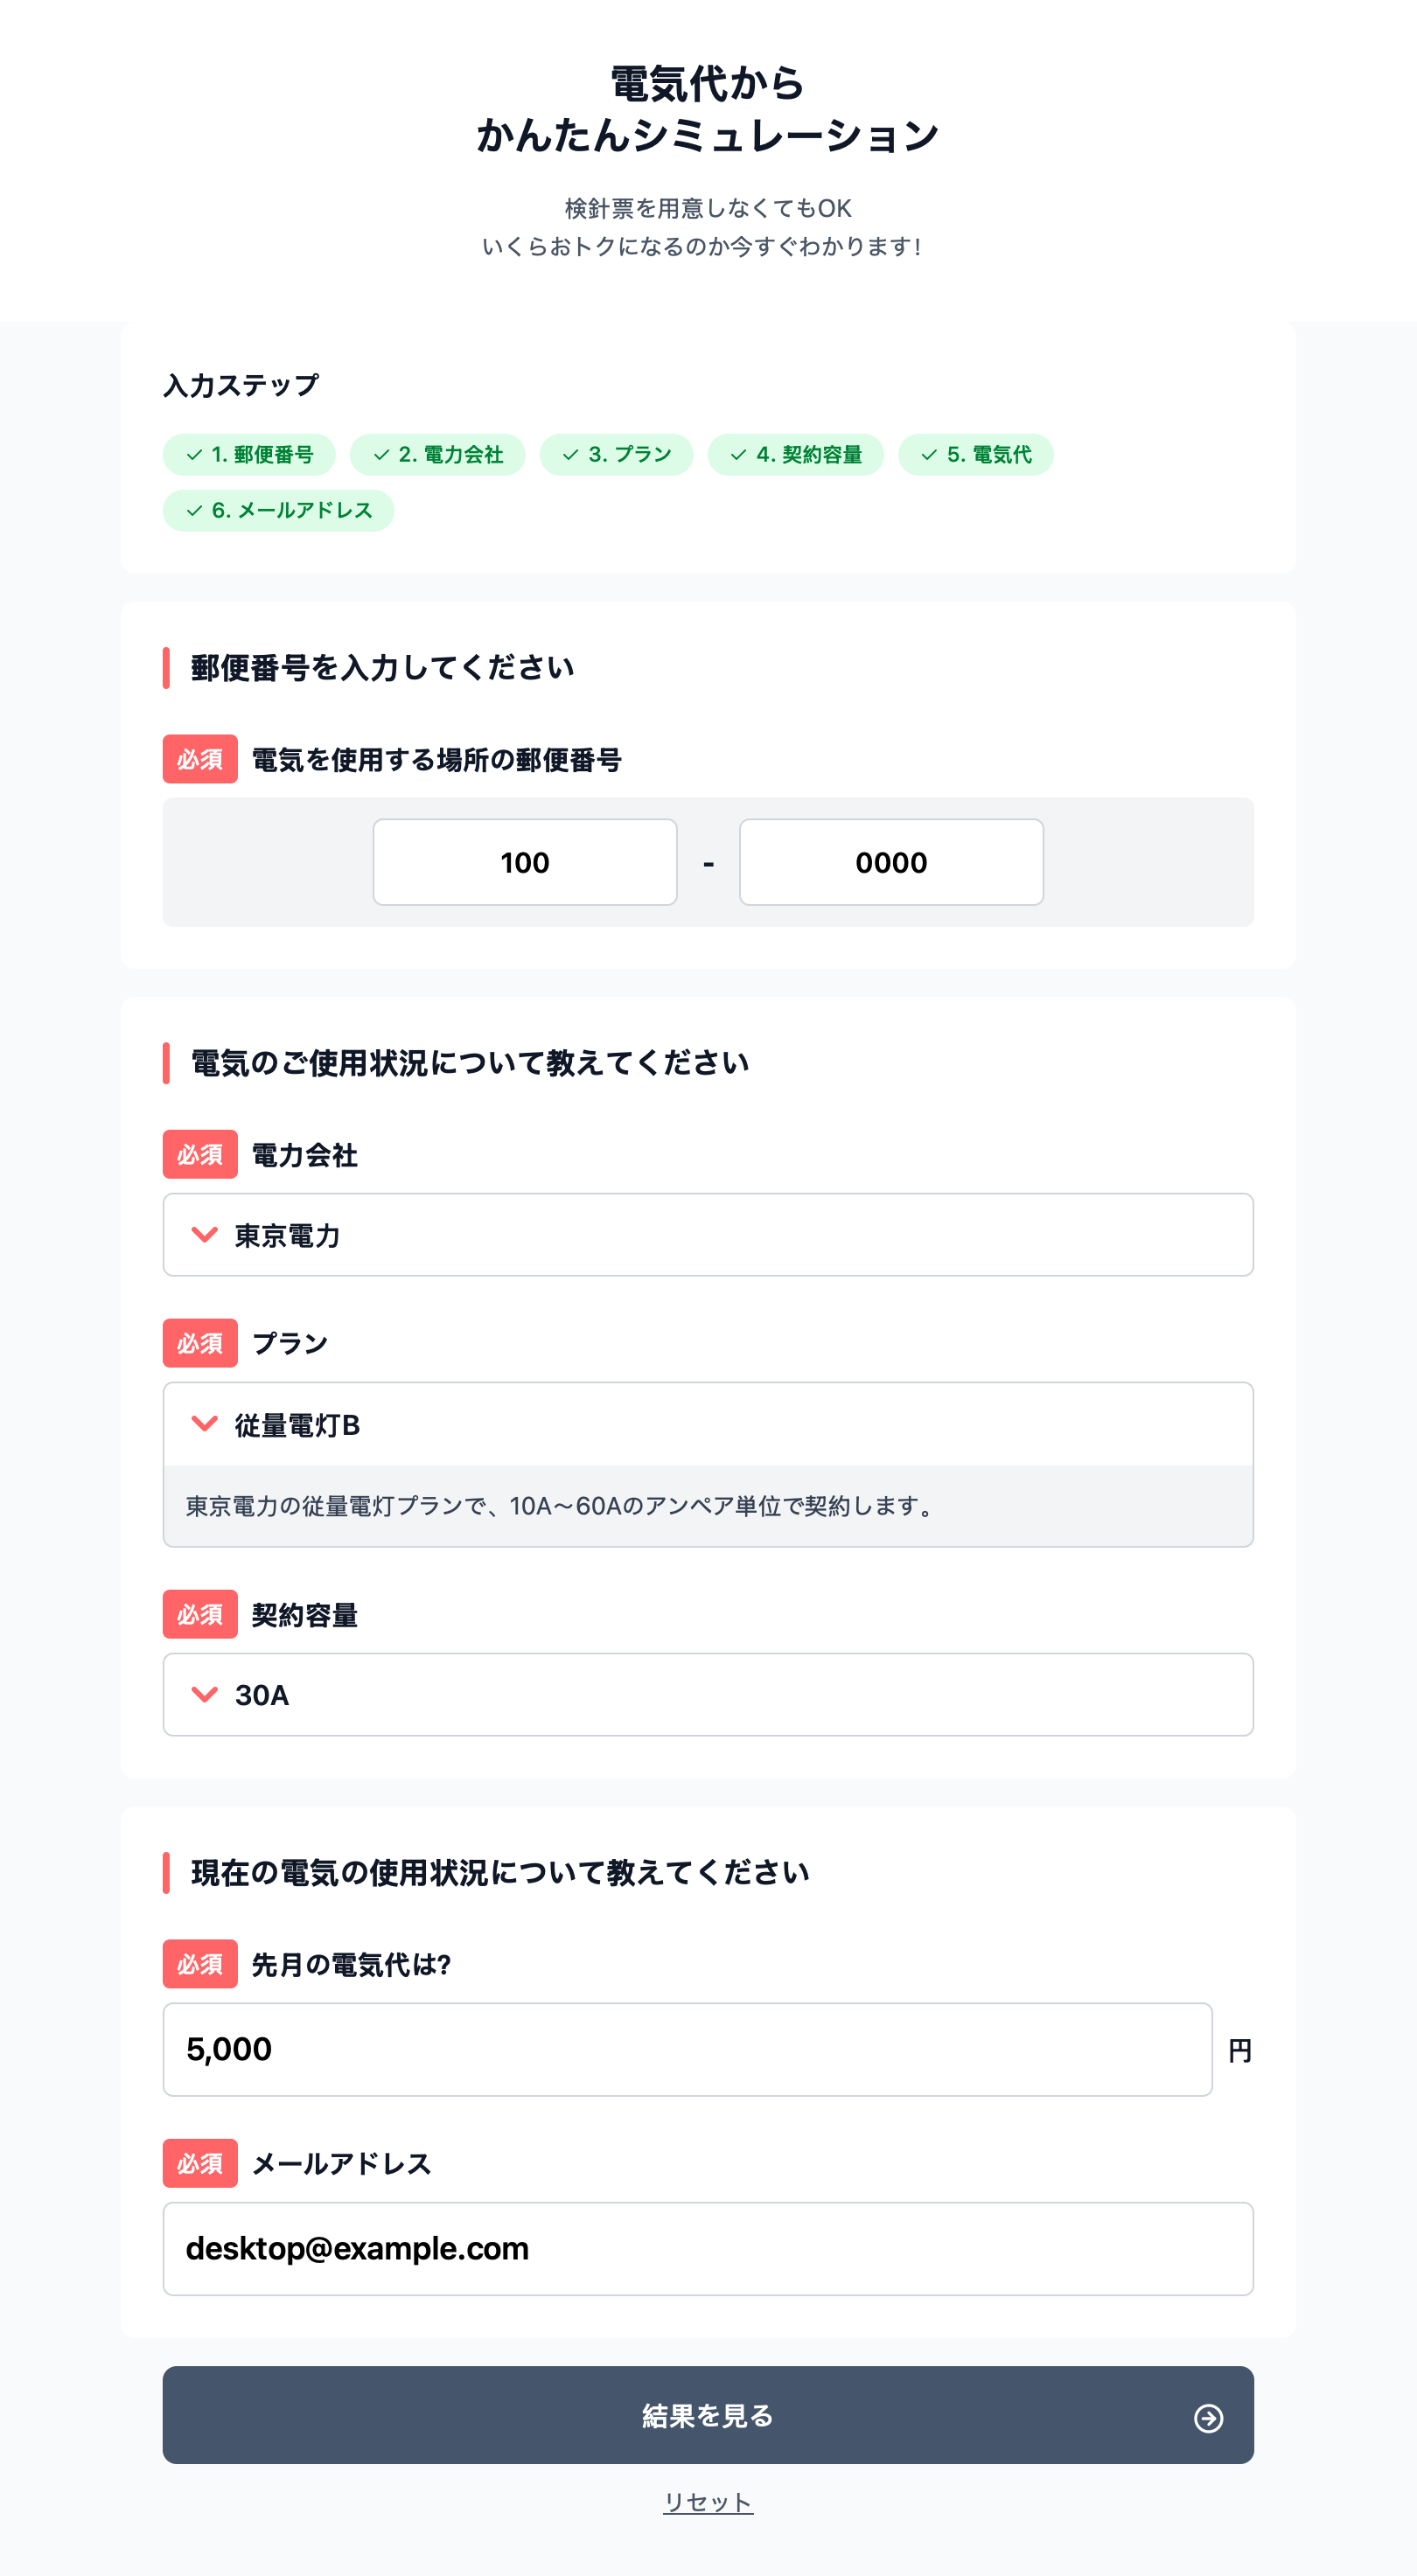 電気代から
かんたんシミュレーション
検針票を用意しなくてもOK
いくらおトクになるのか今すぐわかります!
入力ステップ
1. 郵便番号
2. 電力会社
3. プラン
4. 契約容量
5. 電気代
6. メールアドレス
郵便番号を入力してください
必須 電気を使用する場所の郵便番号
100 - 0000
電気のご使用状況について教えてください
必須 電力会社
東京電力
必須 プラン
従量電灯B
東京電力の従量電灯プランで、10A〜60Aのアンペア単位で契約します。
必須 契約容量
30A
現在の電気の使用状況について教えてください
必須 先月の電気代は?
5,000 円
必須 メールアドレス
desktop@example.com
結果を見る
リセット